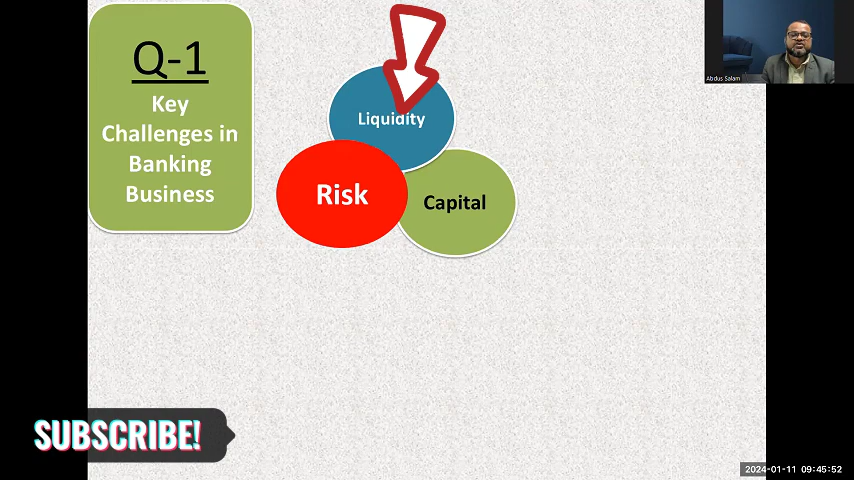 Q-1
Key
Challenges in
Banking
Business
Liquidity
Risk
Capital
Abdus Salam
SUBSCRIBE!
2024-01-11 09:45:52